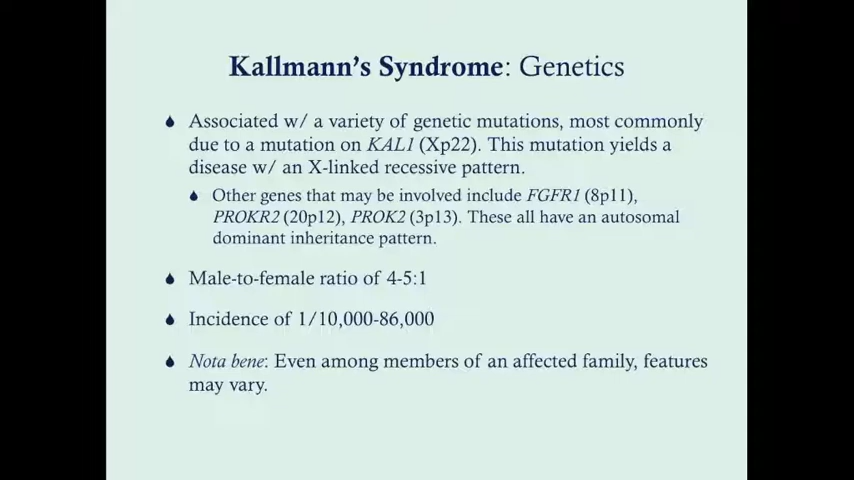 Kallmann's Syndrome: Genetics
Associated w/ a variety of genetic mutations, most commonly
due to a mutation on KAL1 (Xp22). This mutation yields a
disease w/ an X-linked recessive pattern.
Other genes that may be involved include FGFR1 (8p11),
PROKR2 (20p12), PROK2 (3p13). These all have an autosomal
dominant inheritance pattern.
Male-to-female ratio of 4-5:1
Incidence of 1/10,000-86,000
Nota bene: Even among members of an affected family, features
may vary.